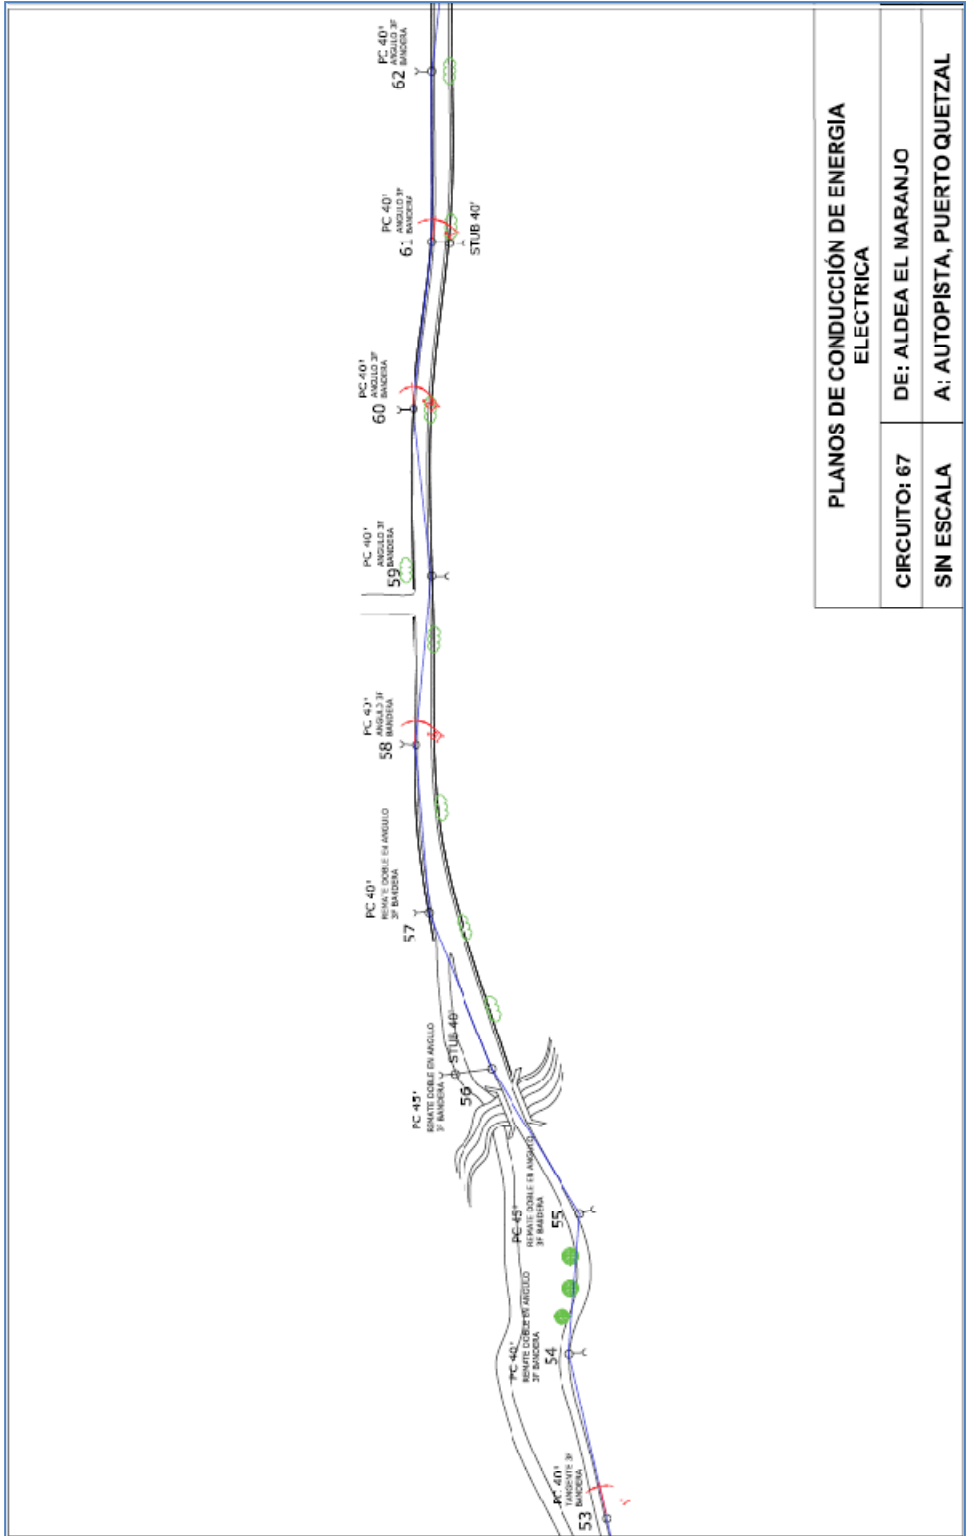 PC 40'
ANGULO 3F
BANDERA
62
PC 40'
ANGULO 3F
BANDERA
61
STUB 40'
PC 40'
ANGULO 3F
BANDERA
60
PC 40'
ANGULO 3F
BANDERA
59
PC 40'
ANGULO 3F
BANDERA
58
PC 40'
REMATE DOBLE EN ANGULO
3F BANDERA
57
PC 45'
REMATE DOBLE EN ANGULO
3F BANDERA
STUB 40'
56
PC 45'
REMATE DOBLE EN ANGULO
3F BANDERA
55
PC 40'
REMATE DOBLE EN ANGULO
3F BANDERA
54
PC 40'
TANGENTE 3F
BANDERA
53
PLANOS DE CONDUCCIÓN DE ENERGIA
ELECTRICA
CIRCUITO: 67
DE: ALDEA EL NARANJO
SIN ESCALA
A: AUTOPISTA, PUERTO QUETZAL